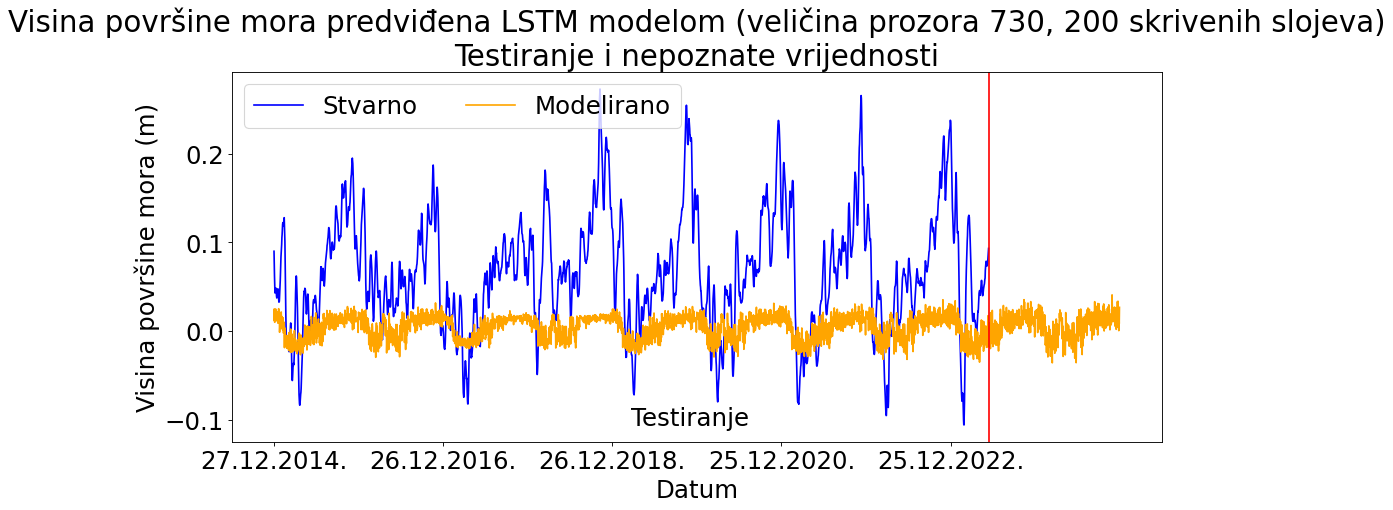 Visina površine mora predviđena LSTM modelom (veličina prozora 730, 200 skrivenih slojeva)
Testiranje i nepoznate vrijednosti
Stvarno Modelirano
Visina površine mora (m)
0.2
0.1
0.0
−0.1
Testiranje
27.12.2014. 26.12.2016. 26.12.2018. 25.12.2020. 25.12.2022.
Datum